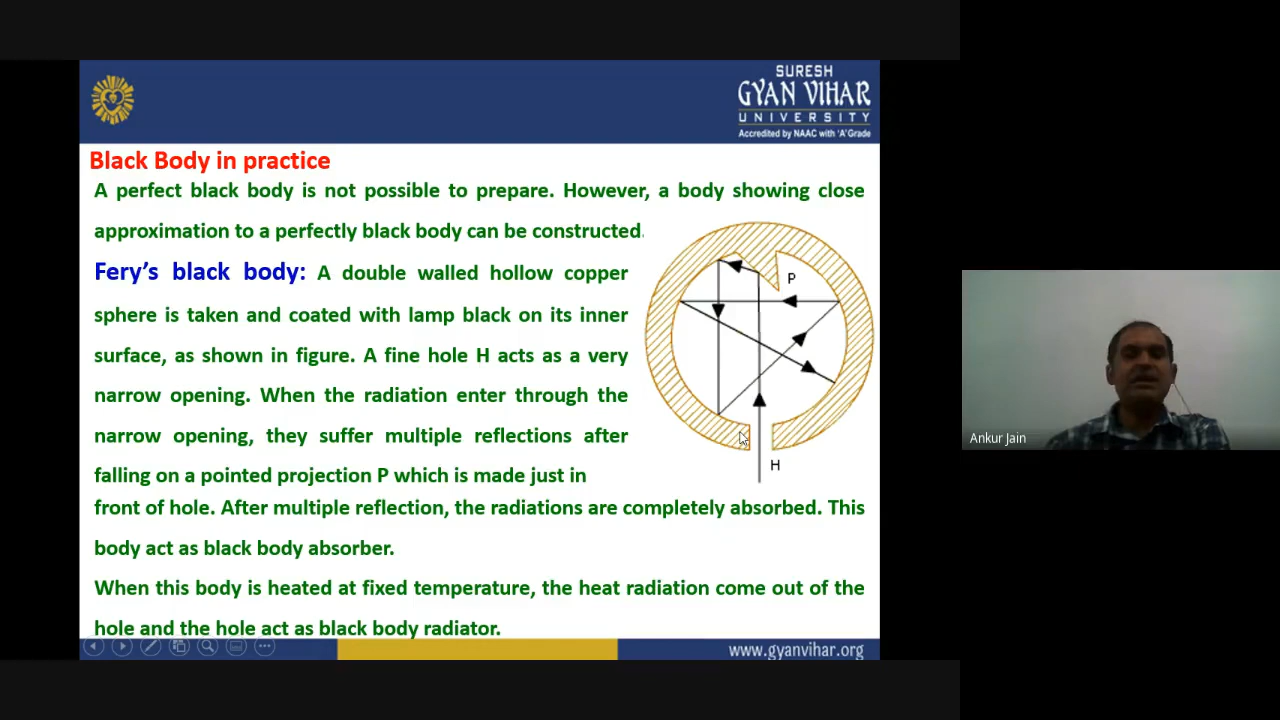 SURESH
GYAN VIHAR
UNIVERSITY
Accredited by NAAC with 'A' Grade
Black Body in practice
A perfect black body is not possible to prepare. However, a body showing close
approximation to a perfectly black body can be constructed.
Fery's black body: A double walled hollow copper
sphere is taken and coated with lamp black on its inner
surface, as shown in figure. A fine hole H acts as a very
narrow opening. When the radiation enter through the
narrow opening, they suffer multiple reflections after
falling on a pointed projection P which is made just in
front of hole. After multiple reflection, the radiations are completely absorbed. This
body act as black body absorber.
When this body is heated at fixed temperature, the heat radiation come out of the
hole and the hole act as black body radiator.
P
H
www.gyanvihar.org
Ankur Jain